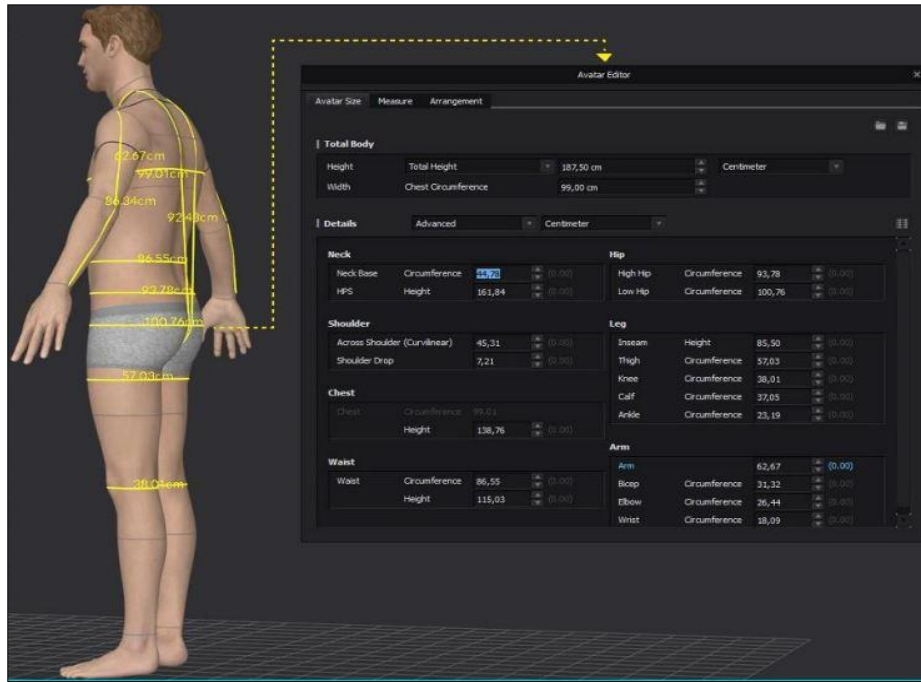 Avatar Editor
Avatar Size Measure Arrangement
Total Body
Height Total Height 187,50 cm Centimeter
Width Chest Circumference 99,00 cm
Details Advanced Centimeter
Neck
Neck Base Circumference 44,78 (0.00)
HPS Height 161,84 (0.00)
Shoulder
Across Shoulder (Curvilinear) 45,31 (0.00)
Shoulder Drop 7,21 (0.00)
Chest
Chest Circumference 99.01
Height 138,76 (0.00)
Waist
Waist Circumference 86,55 (0.00)
Height 115,03 (0.00)
Hip
High Hip Circumference 93,78 (0.00)
Low Hip Circumference 100,76 (0.00)
Leg
Inseam Height 85,50 (0.00)
Thigh Circumference 57,03 (0.00)
Knee Circumference 38,01 (0.00)
Calf Circumference 37,05 (0.00)
Ankle Circumference 23,19 (0.00)
Arm
Arm 62,67 (0.00)
Bicep Circumference 31,32 (0.00)
Elbow Circumference 26,44 (0.00)
Wrist Circumference 18,09 (0.00)
62.67cm
99.01cm
86.34cm
92.43cm
86.55cm
93.78cm
100.76cm
57.03cm
38.01cm